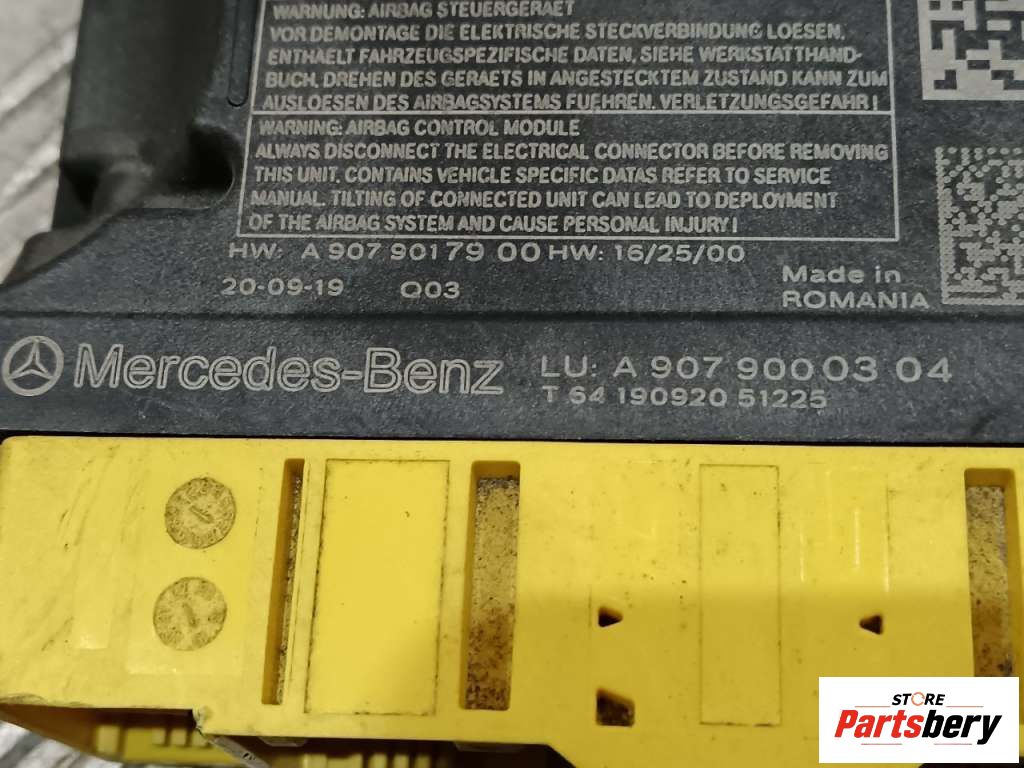 WARNUNG: AIRBAG STEUERGERAET
VOR DEMONTAGE DIE ELEKTRISCHE STECKVERBINDUNG LOESEN,
ENTHAELT FAHRZEUGSPEZIFISCHE DATEN, SIEHE WERKSTATTHAND-
BUCH. DREHEN DES GERAETS IN ANGESTECKTEM ZUSTAND KANN ZUM
AUSLOESEN DES AIRBAGSYSTEMS FUEHREN. VERLETZUNGSGEFAHR!
WARNING: AIRBAG CONTROL MODULE
ALWAYS DISCONNECT THE ELECTRICAL CONNECTOR BEFORE REMOVING
THIS UNIT. CONTAINS VEHICLE SPECIFIC DATAS REFER TO SERVICE
MANUAL. TILTING OF CONNECTED UNIT CAN LEAD TO DEPLOYMENT
OF THE AIRBAG SYSTEM AND CAUSE PERSONAL INJURY!
HW: A 907 901 79 00 HW: 16/25/00
20-09-19 Q03
Made in
ROMANIA
Mercedes-Benz LU: A 907 900 03 04
T 64 190920 51225
STORE
Partsbery